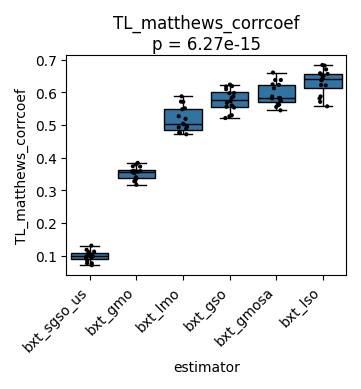 TL_matthews_corrcoef
p = 6.27e-15
TL_matthews_corrcoef
0.7
0.6
0.5
0.4
0.3
0.2
0.1
bxt_sgso_us
bxt_gmo
bxt_lmo
bxt_gso
bxt_gmosa
bxt_lso
estimator